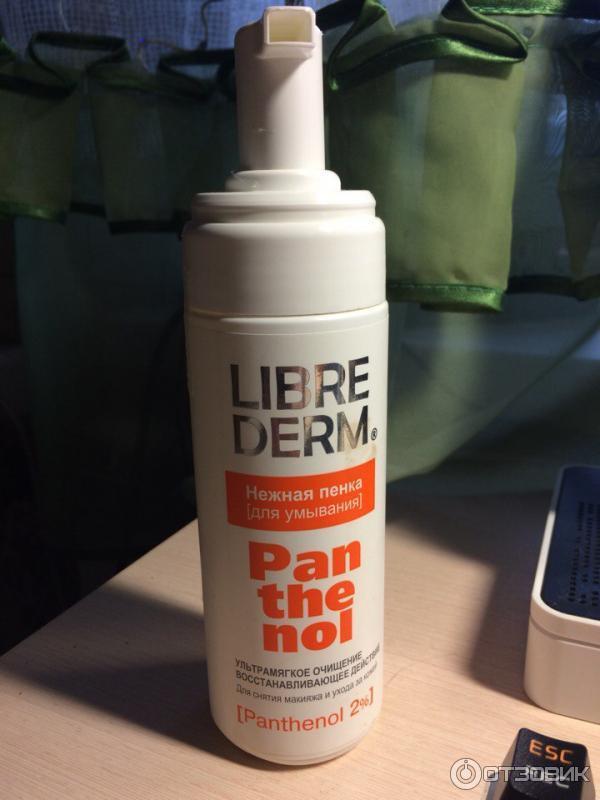 LIBRE
DERM®
Нежная пенка
[для умывания]
Pan
the
nol
УЛЬТРАМЯГКОЕ ОЧИЩЕНИЕ
ВОССТАНАВЛИВАЮЩЕЕ ДЕЙСТВИЕ
Для снятия макияжа и ухода за кожей
[Panthenol 2%]
ESC
ОТЗОВИК